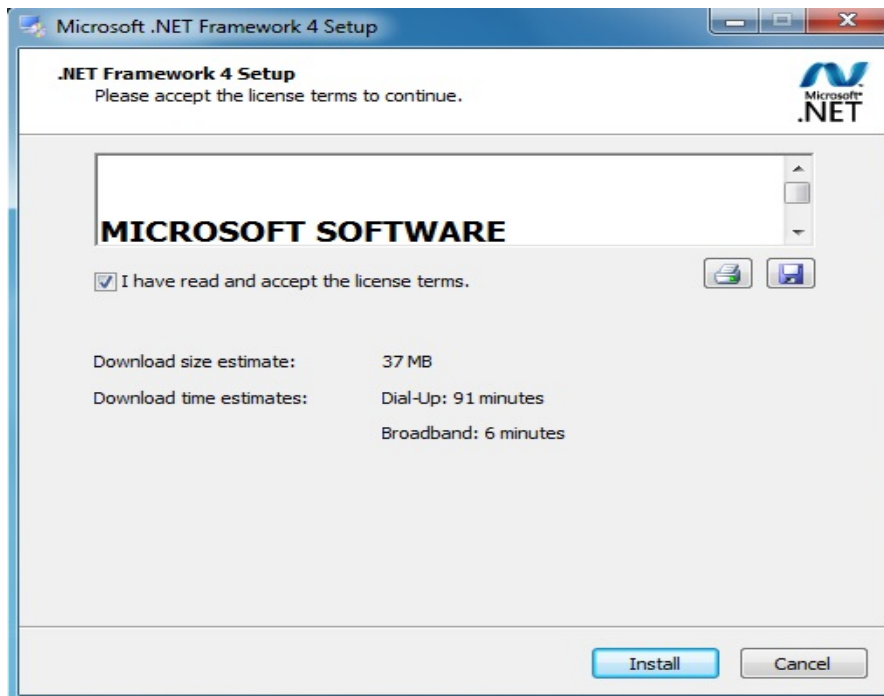 Microsoft .NET Framework 4 Setup
.NET Framework 4 Setup
Please accept the license terms to continue.
Microsoft®
.NET
MICROSOFT SOFTWARE
I have read and accept the license terms.
Download size estimate: 37 MB
Download time estimates: Dial-Up: 91 minutes
Broadband: 6 minutes
Install Cancel